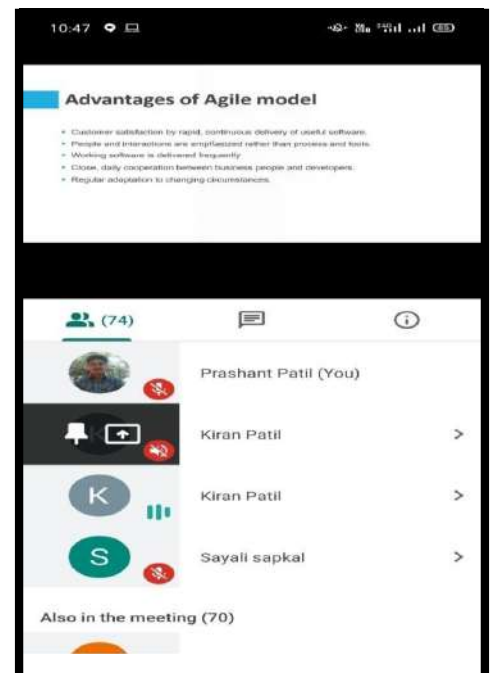 10:47
Advantages of Agile model
• Customer satisfaction by rapid, continuous delivery of useful software.
• People and interactions are emphasized rather than process and tools.
• Working software is delivered frequently
• Close, daily cooperation between business people and developers.
• Regular adaptation to changing circumstances.
(74)
Prashant Patil (You)
K
Kiran Patil
K
Kiran Patil
S
Sayali sapkal
Also in the meeting (70)